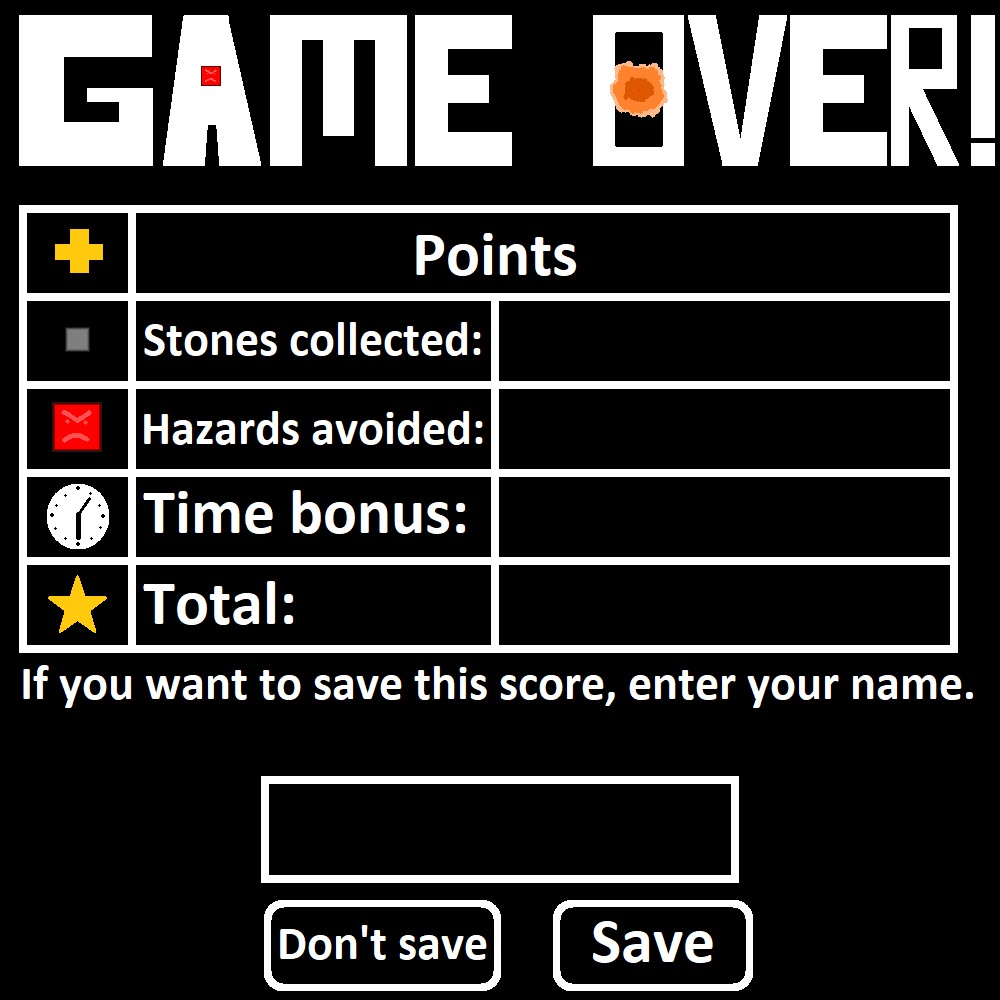 GAME OVER!
Points
Stones collected:
Hazards avoided:
Time bonus:
Total:
If you want to save this score, enter your name.
Don't save
Save